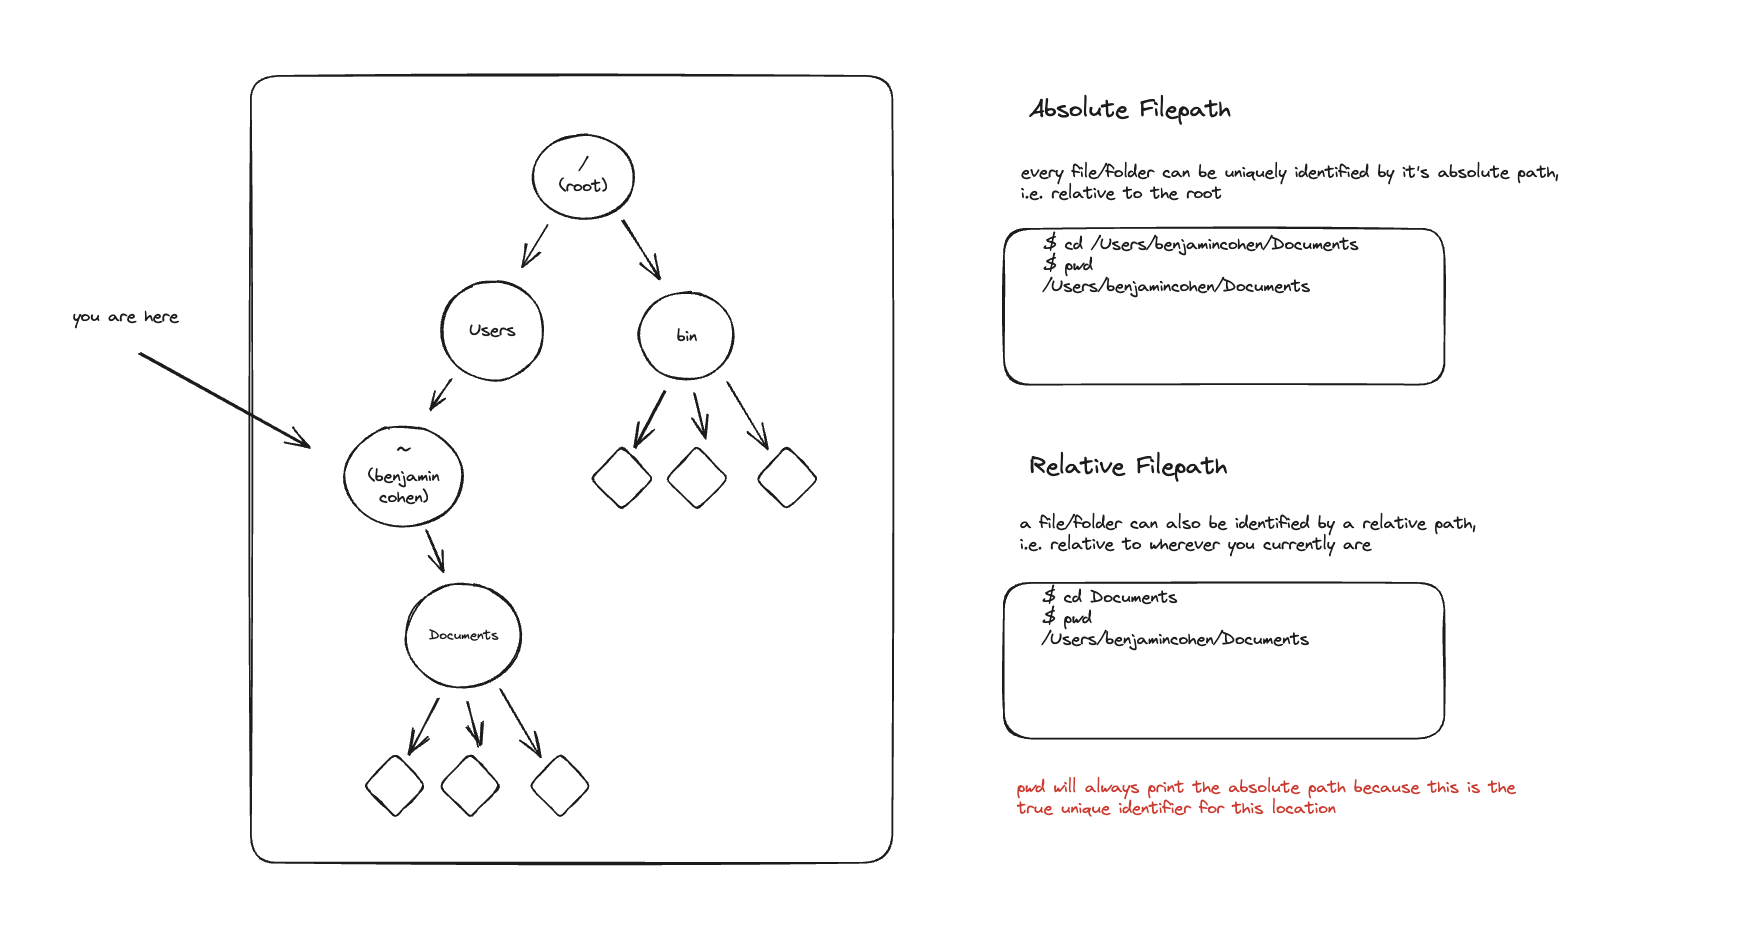 you are here
/
(root)
Users
bin
~
(benjamin
cohen)
Documents
Absolute Filepath
every file/folder can be uniquely identified by it's absolute path,
i.e. relative to the root
$ cd /Users/benjamincohen/Documents
$ pwd
/Users/benjamincohen/Documents
Relative Filepath
a file/folder can also be identified by a relative path,
i.e. relative to wherever you currently are
$ cd Documents
$ pwd
/Users/benjamincohen/Documents
pwd will always print the absolute path because this is the
true unique identifier for this location